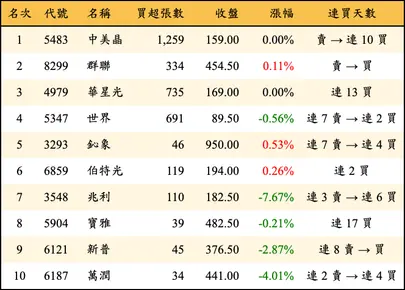 名次 代號 名稱 買超張數 收盤 漲幅 連買天數
1 5483 中美晶 1,259 159.00 0.00% 賣→連 10 買
2 8299 群聯 334 454.50 0.11% 賣→買
3 4979 華星光 735 169.00 0.00% 連 13 買
4 5347 世界 691 89.50 -0.56% 連 7 賣→連 2 買
5 3293 鈊象 46 950.00 0.53% 連 7 賣→連 4 買
6 6859 伯特光 119 194.00 0.26% 連 2 買
7 3548 兆利 110 182.50 -7.67% 連 3 賣→連 6 買
8 5904 寶雅 39 482.50 -0.21% 連 17 買
9 6121 新普 45 376.50 -2.87% 連 8 賣→買
10 6187 萬潤 34 441.00 -4.01% 連 2 賣→連 4 買